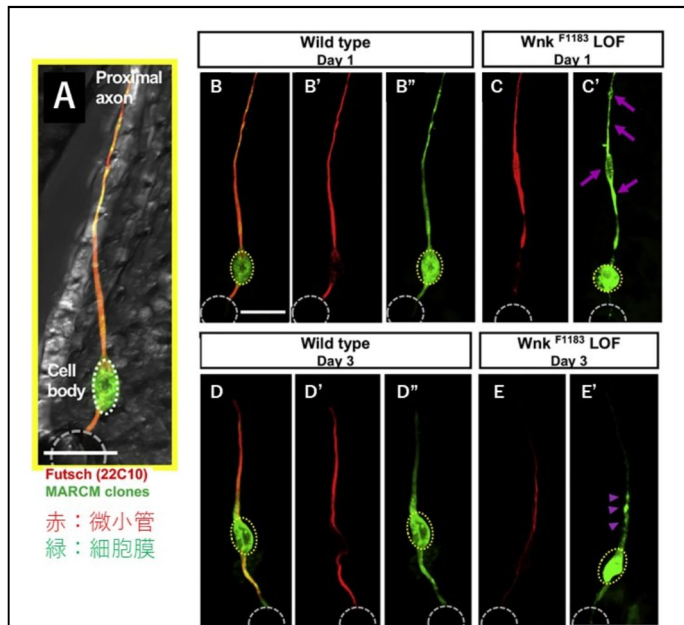 A
Proximal
axon
Cell
body
Futsch (22C10)
MARCM clones
赤：微小管
緑：細胞膜
Wild type
Day 1
Wnk F1183 LOF
Day 1
B
B'
B"
C
C'
Wild type
Day 3
Wnk F1183 LOF
Day 3
D
D'
D"
E
E'